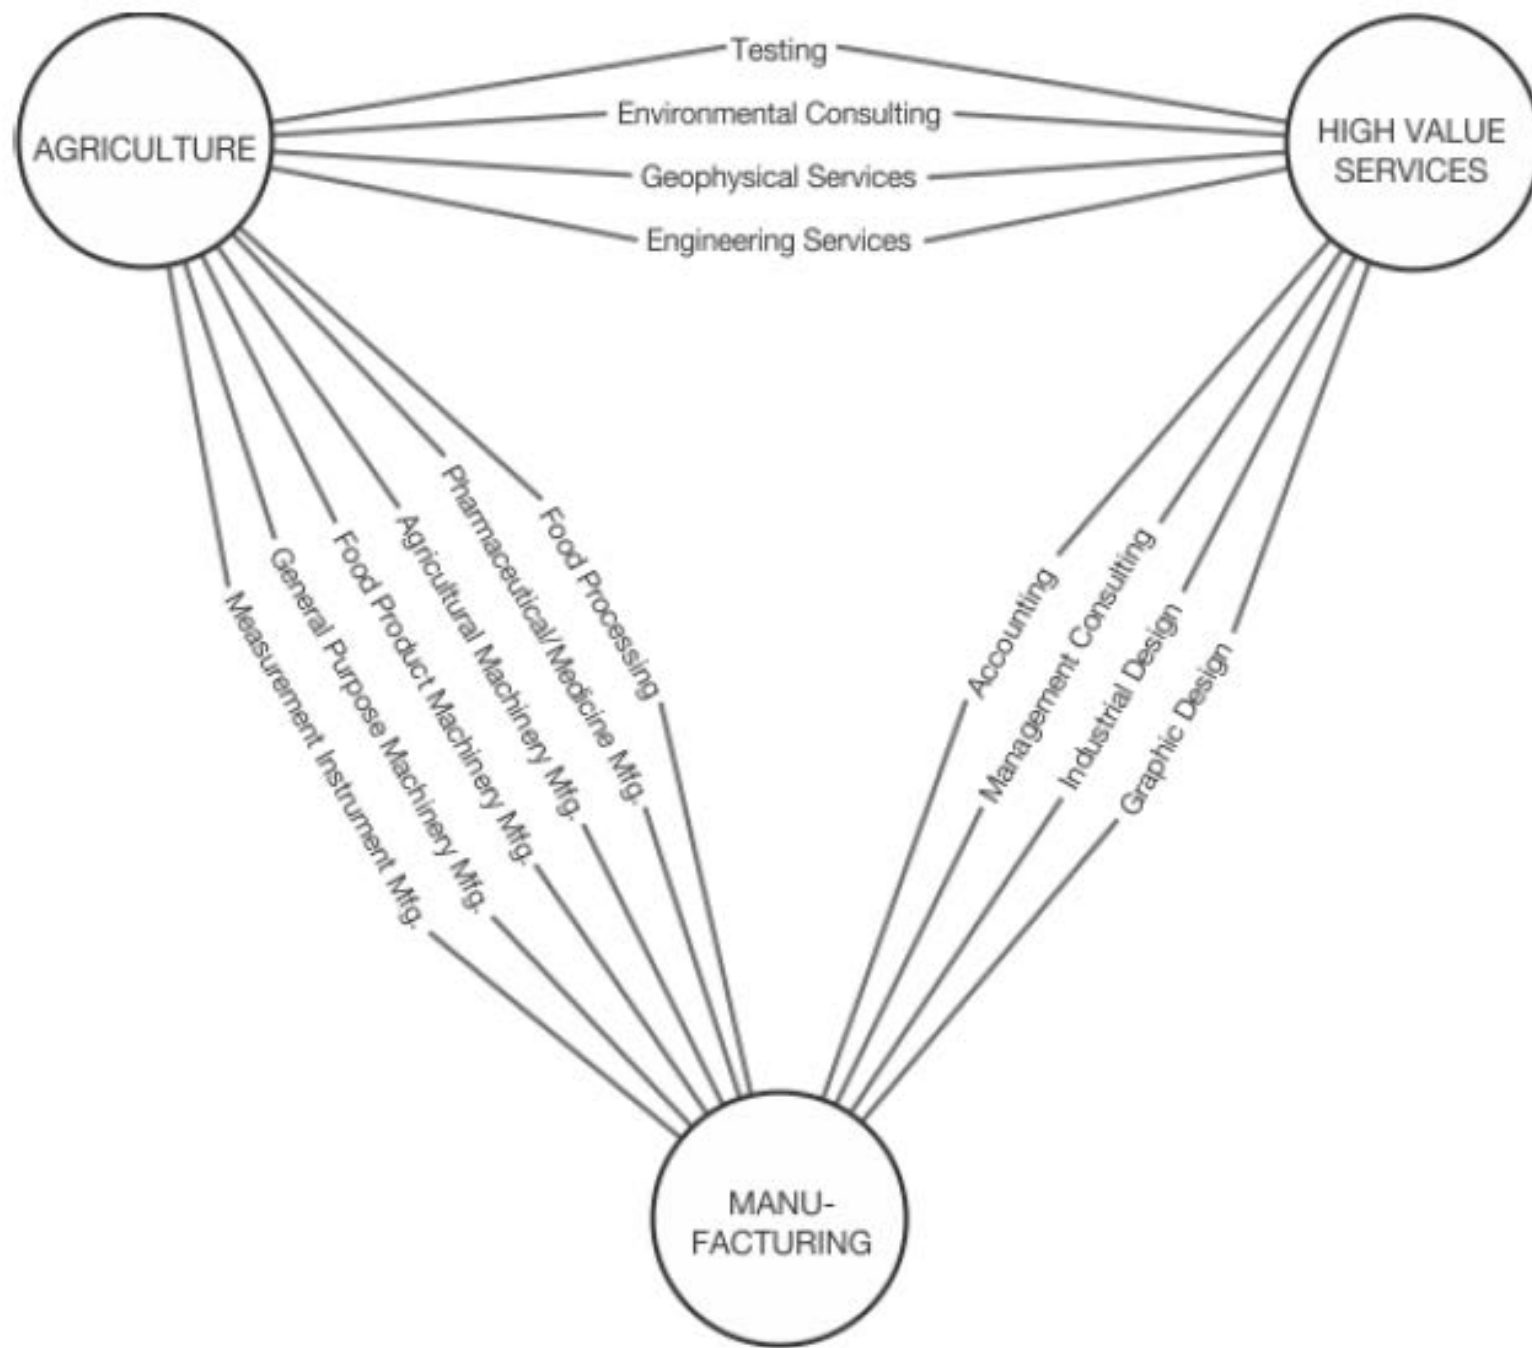 AGRICULTURE
Testing
Environmental Consulting
Geophysical Services
Engineering Services
HIGH VALUE
SERVICES
Measurement Instrument Mfg.
General Purpose Machinery Mfg.
Food Product Machinery Mfg.
Agricultural Machinery Mfg.
Pharmaceutical/Medicine Mfg.
Food Processing
Accounting
Management Consulting
Industrial Design
Graphic Design
MANU-
FACTURING